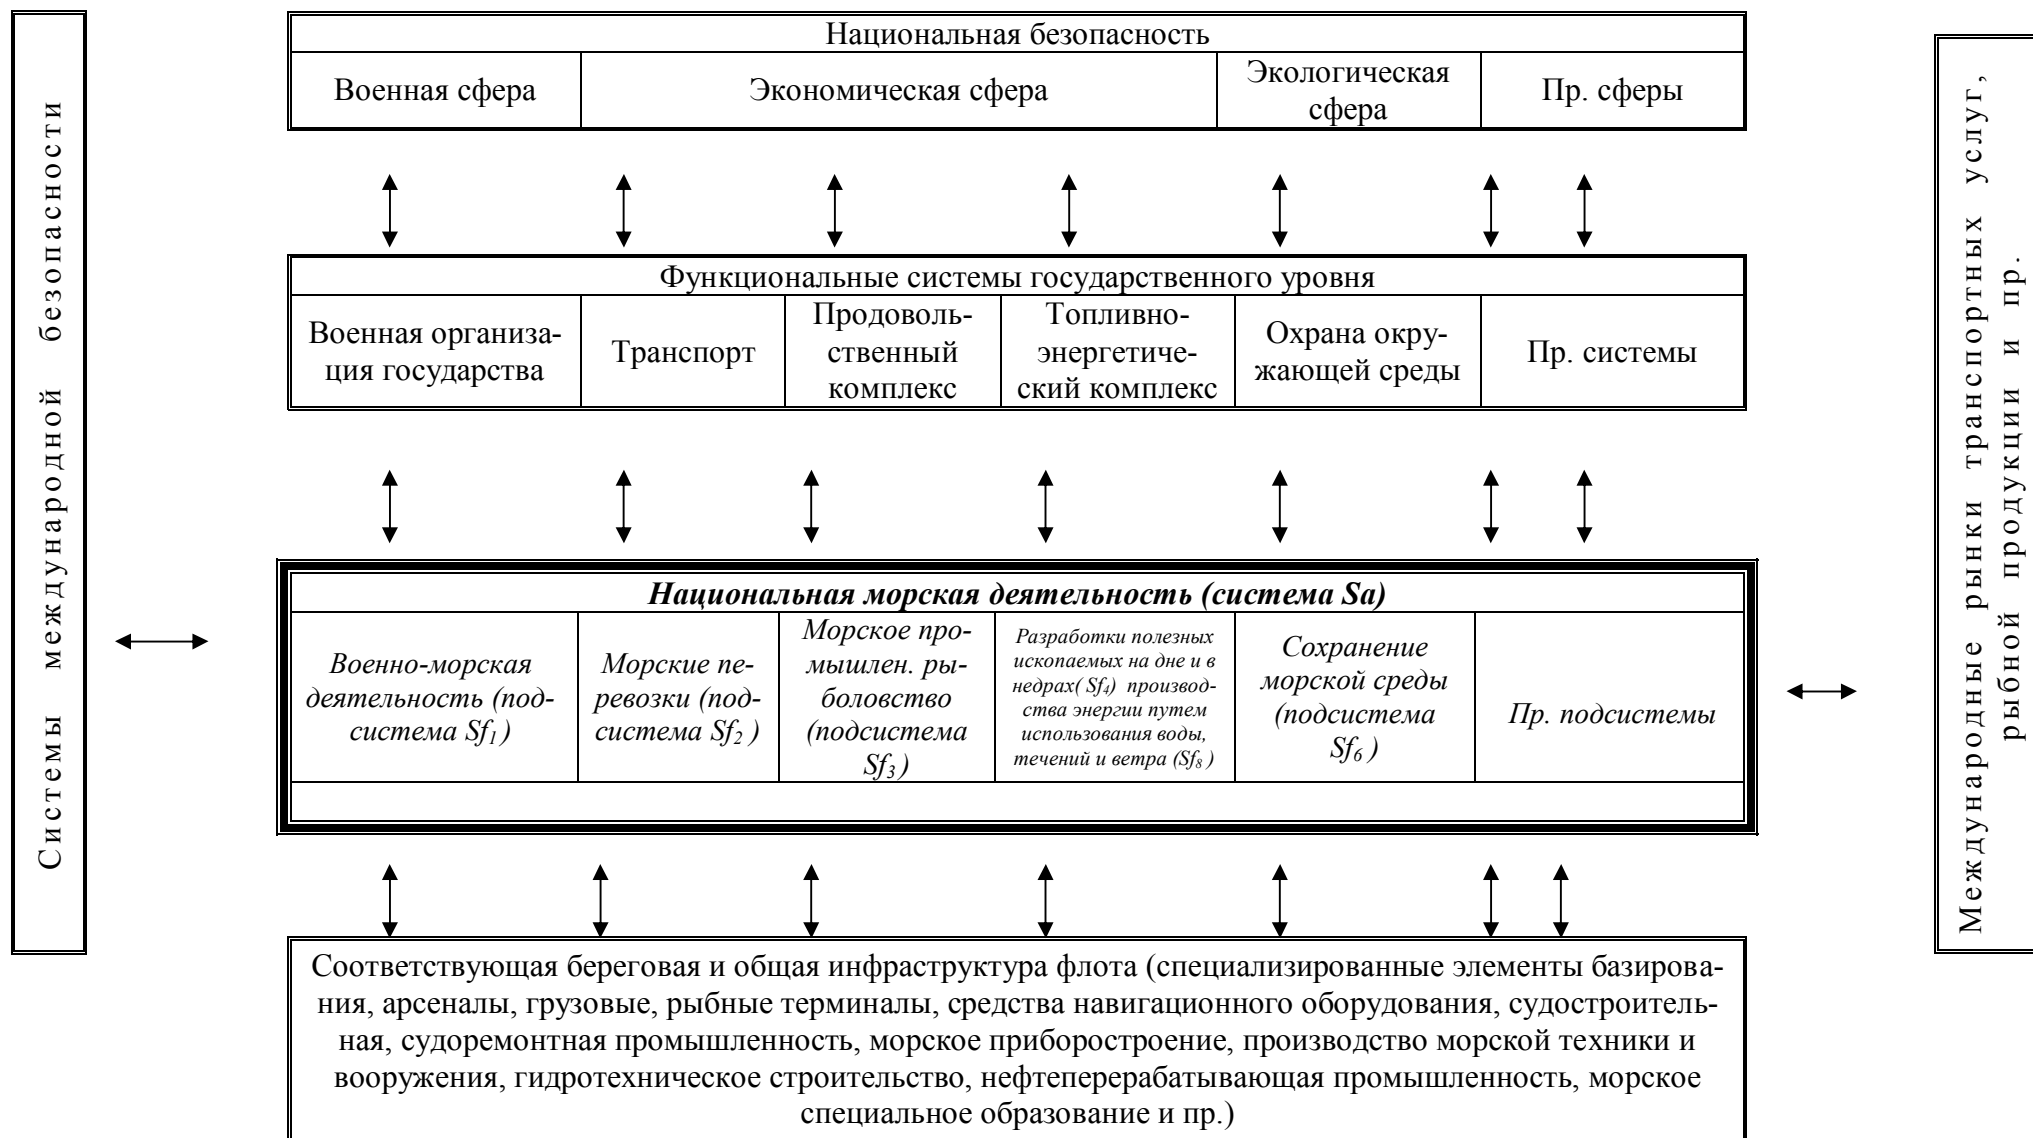 Системы международной безопасности
Национальная безопасность
Военная сфера
Экономическая сфера
Экологическая
сфера
Пр. сферы
Функциональные системы государственного уровня
Военная организа-
ция государства
Транспорт
Продоволь-
ственный
комплекс
Топливно-
энергетиче-
ский комплекс
Охрана окру-
жающей среды
Пр. системы
Национальная морская деятельность (система Sa)
Военно-морская
деятельность (под-
система Sf1)
Морские пе-
ревозки (под-
система Sf2 )
Морское про-
мышлен. ры-
боловство
(подсистема
Sf3 )
Разработки полезных
ископаемых на дне и в
недрах( Sf4) производ-
ства энергии путем
использования воды,
течений и ветра (Sf8 )
Сохранение
морской среды
(подсистема
Sf6 )
Пр. подсистемы
Соответствующая береговая и общая инфраструктура флота (специализированные элементы базирова-
ния, арсеналы, грузовые, рыбные терминалы, средства навигационного оборудования, судостроитель-
ная, судоремонтная промышленность, морское приборостроение, производство морской техники и
вооружения, гидротехническое строительство, нефтеперерабатывающая промышленность, морское
специальное образование и пр.)
Международные рынки транспортных услуг,
рыбной продукции и пр.